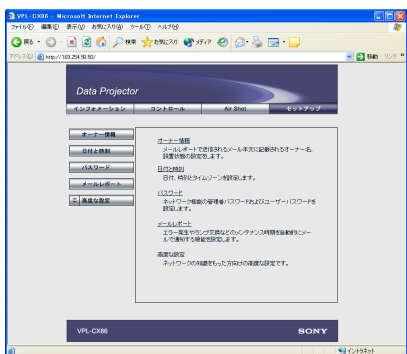 VPL-CX86 - Microsoft Internet Explorer
ファイル(F) 編集(E) 表示(V) お気に入り(A) ツール(T) ヘルプ(H)
戻る 検索 お気に入り メディア
アドレス(D) http://169.254.50.50/ 移動 リンク »
Data Projector
インフォメーション コントロール Air Shot セットアップ
オーナー情報
日付と時刻
パスワード
メールレポート
高度な設定
オーナー情報
メールレポートで送信されるメール本文に記載されるオーナー名、
設置状態の設定をします。
日付と時刻
日付、時刻とタイムゾーンを設定します。
パスワード
ネットワーク機能の管理者パスワードおよびユーザーパスワードを
設定します。
メールレポート
エラー発生やランプ交換などのメンテナンス時期を自動的にメー
ルで通知する機能を設定します。
高度な設定
ネットワークの知識をもった方向けの高度な設定です。
VPL-CX86 SONY
インターネット